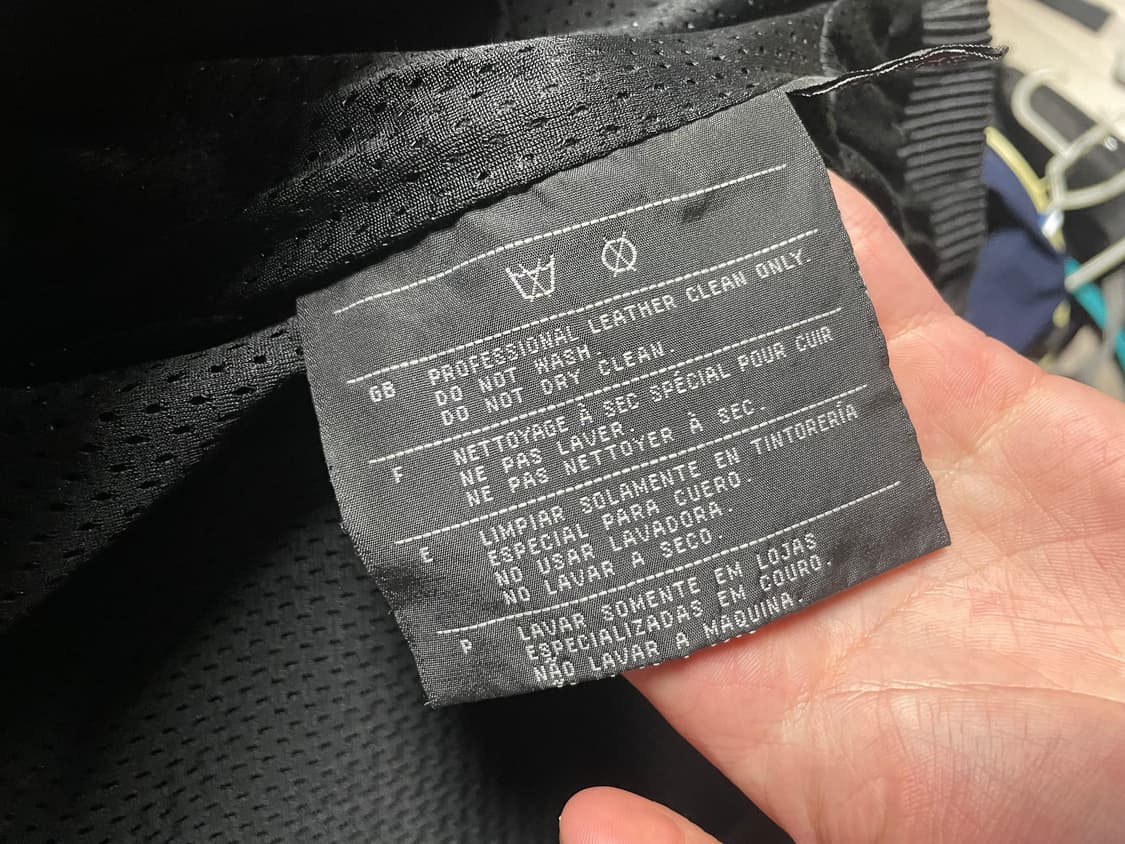 GB PROFESSIONAL LEATHER CLEAN ONLY.
DO NOT WASH.
DO NOT DRY CLEAN.
F NETTOYAGE À SEC SPÉCIAL POUR CUIR
NE PAS LAVER.
NE PAS NETTOYER À SEC.
E LIMPIAR SOLAMENTE EN TINTORERÍA
ESPECIAL PARA CUERO.
NO USAR LAVADORA.
NO LAVAR A SECO.
P LAVAR SOMENTE EM LOJAS
ESPECIALIZADAS EM COURO.
NÃO LAVAR A MÁQUINA.